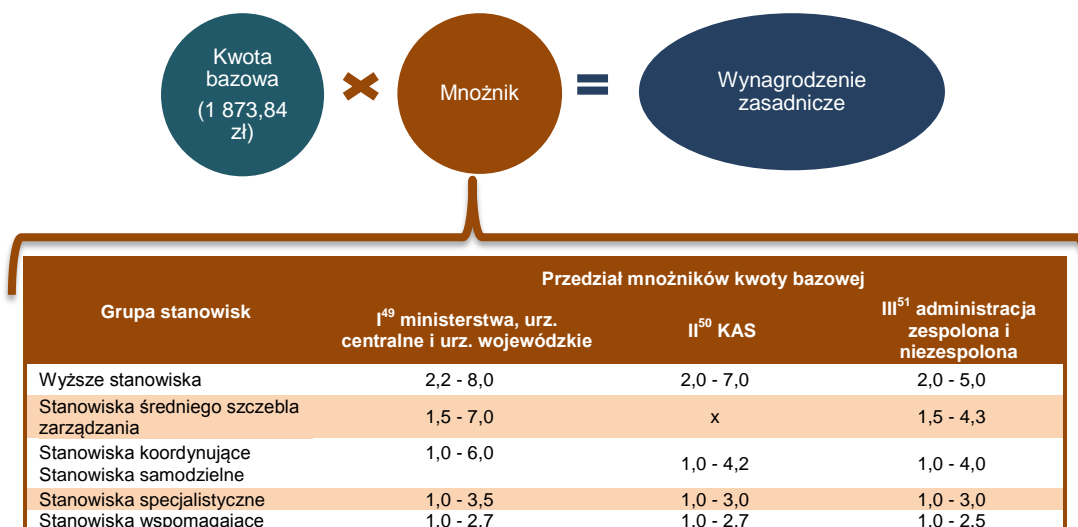 Kwota
bazowa
(1 873,84
zł)
Mnożnik
Wynagrodzenie
zasadnicze
Grupa stanowisk
Przedział mnożników kwoty bazowej
I49 ministerstwa, urz.
centralne i urz. wojewódzkie
II50 KAS
III51 administracja
zespolona i
niezespolona
Wyższe stanowiska 2,2 - 8,0 2,0 - 7,0 2,0 - 5,0
Stanowiska średniego szczebla
zarządzania
1,5 - 7,0 x 1,5 - 4,3
Stanowiska koordynujące
Stanowiska samodzielne
1,0 - 6,0 1,0 - 4,2 1,0 - 4,0
Stanowiska specjalistyczne 1,0 - 3,5 1,0 - 3,0 1,0 - 3,0
Stanowiska wspomagające 1,0 - 2,7 1,0 - 2,7 1,0 - 2,5